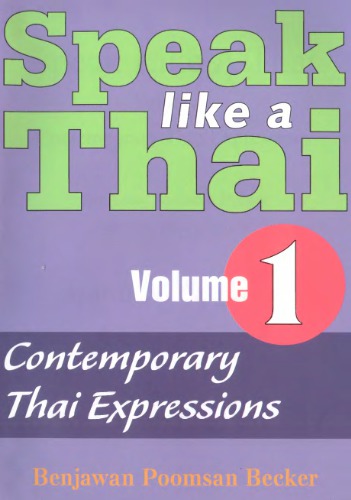 Speak
like a
Thai
Volume 1
Contemporary
Thai Expressions
Benjawan Poomsan Becker